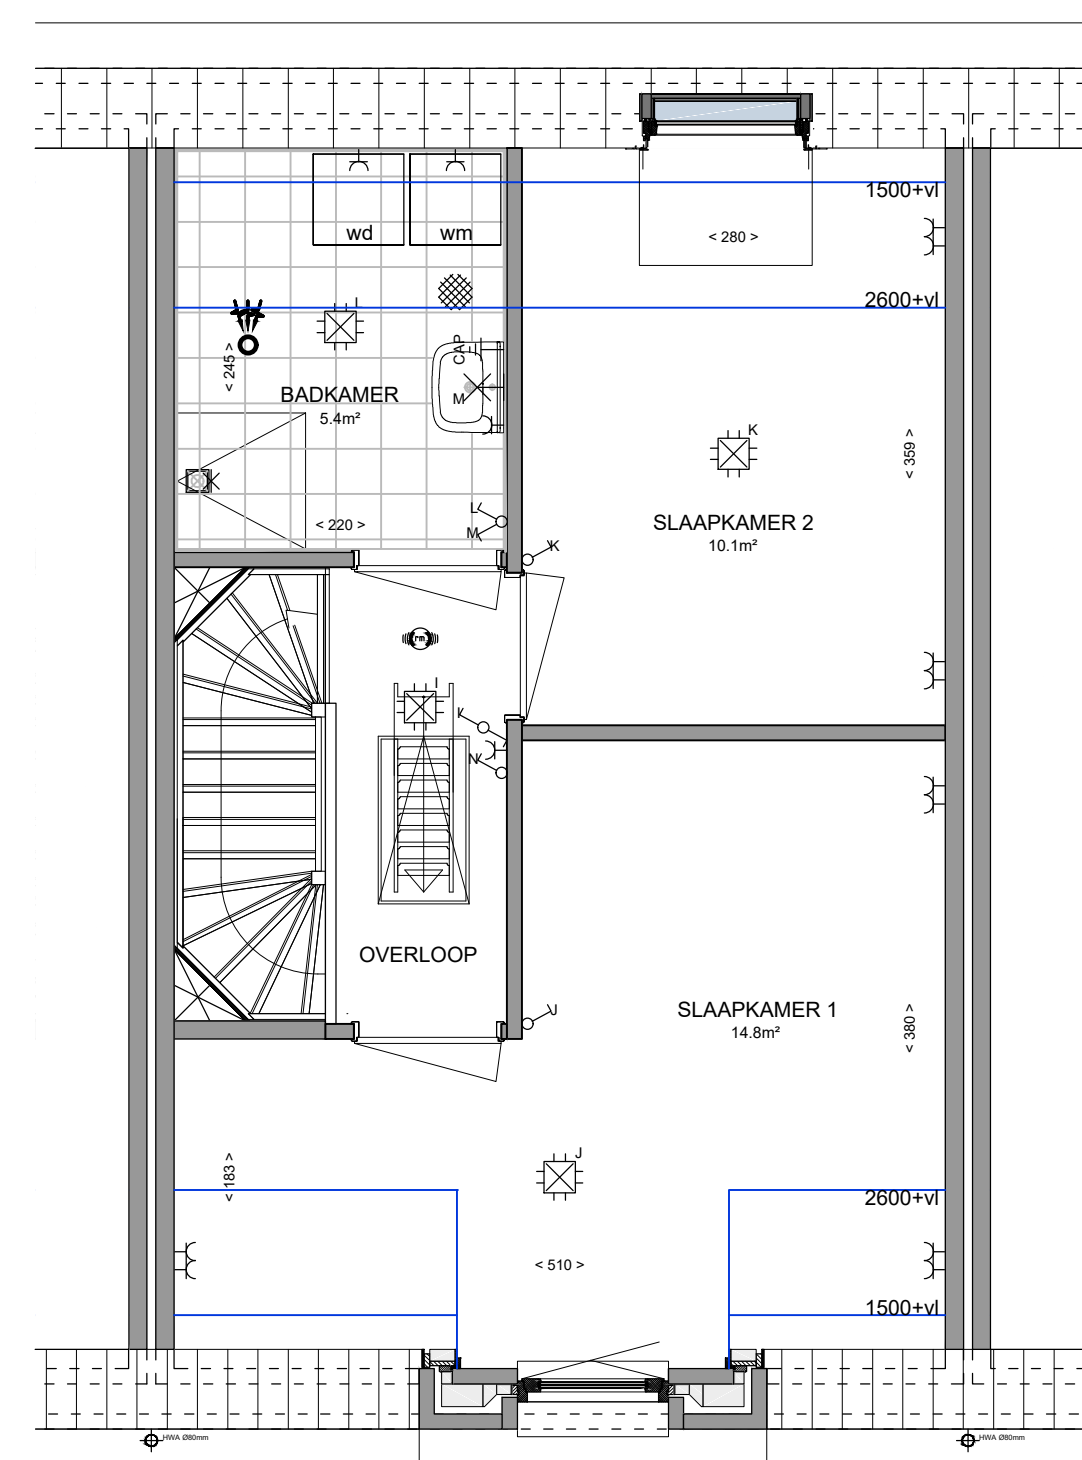 1500+vl
wd
wm
< 280 >
2600+vl
L
< 245 >
CAP
BADKAMER
5.4m²
M
K
< 359 >
L
< 220 >
M
SLAAPKAMER 2
10.1m²
K
rm
I
N
OVERLOOP
J
SLAAPKAMER 1
14.8m²
< 380 >
J
< 183 >
2600+vl
< 510 >
1500+vl
HWA Ø80mm
HWA Ø80mm